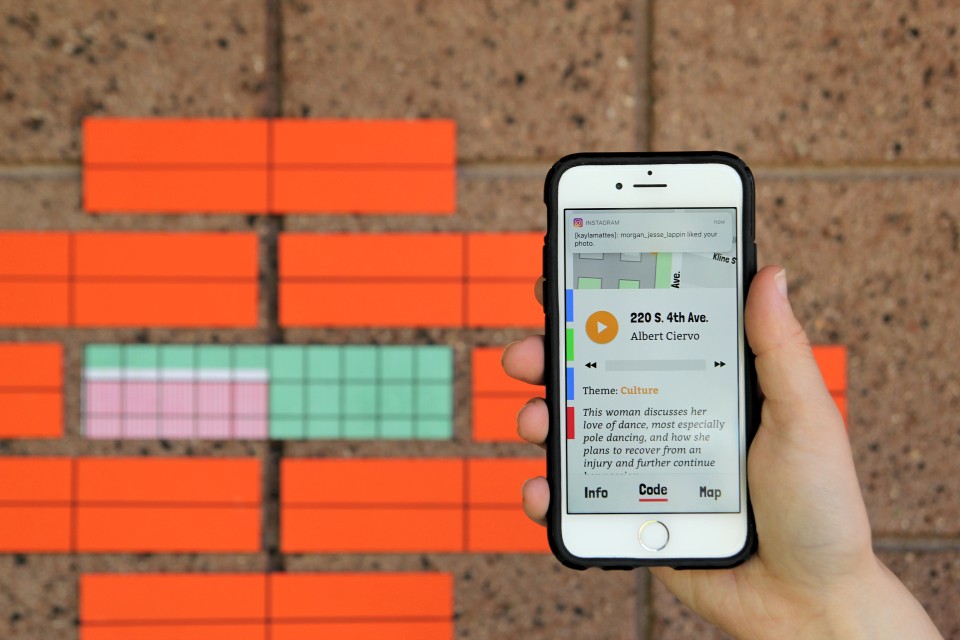 INSTAGRAM now
[kaylamattes]: morgan_jesse_lappin liked your
photo.
Kline S
Ave.
220 S. 4th Ave.
Albert Ciervo
Theme: Culture
This woman discusses her
love of dance, most especially
pole dancing, and how she
plans to recover from an
injury and further continue
Info Code Map